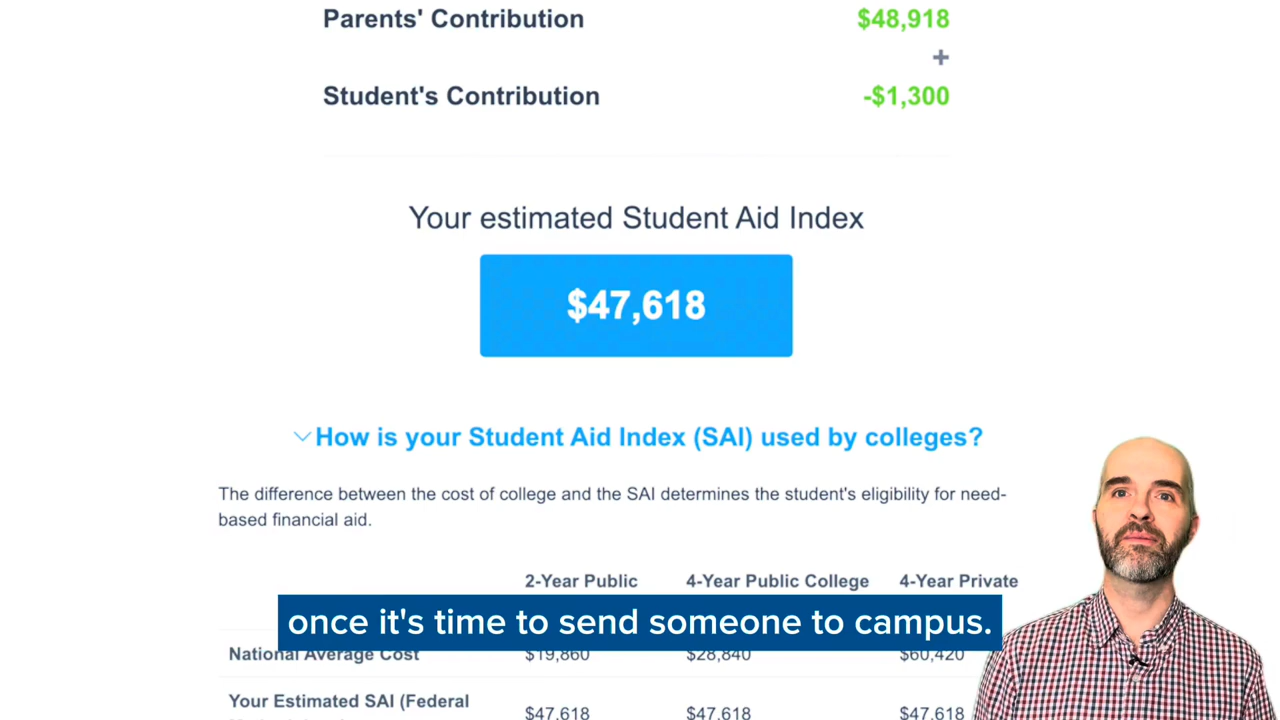 Parents' Contribution $48,918
+
Student's Contribution -$1,300
Your estimated Student Aid Index
$47,618
How is your Student Aid Index (SAI) used by colleges?
The difference between the cost of college and the SAI determines the student's eligibility for need-
based financial aid.
2-Year Public 4-Year Public College 4-Year Private
once it's time to send someone to campus.
National Average Cost $19,860 $28,840 $60,420
Your Estimated SAI (Federal
$47,618 $47,618 $47,618